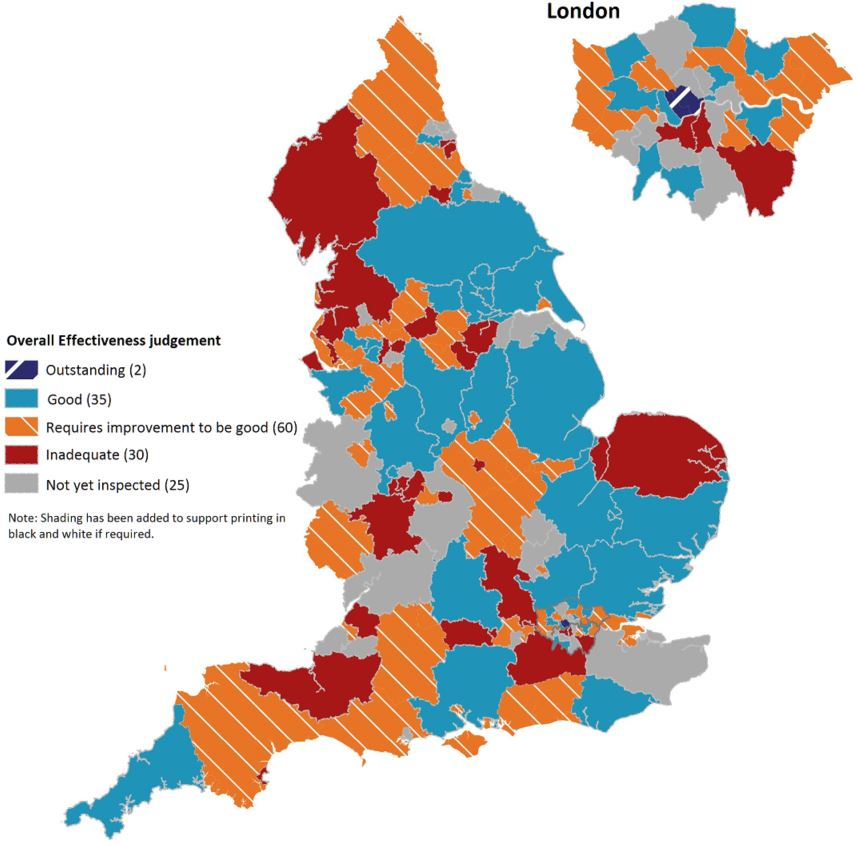 London
Overall Effectiveness judgement
Outstanding (2)
Good (35)
Requires improvement to be good (60)
Inadequate (30)
Not yet inspected (25)
Note: Shading has been added to support printing in
black and white if required.